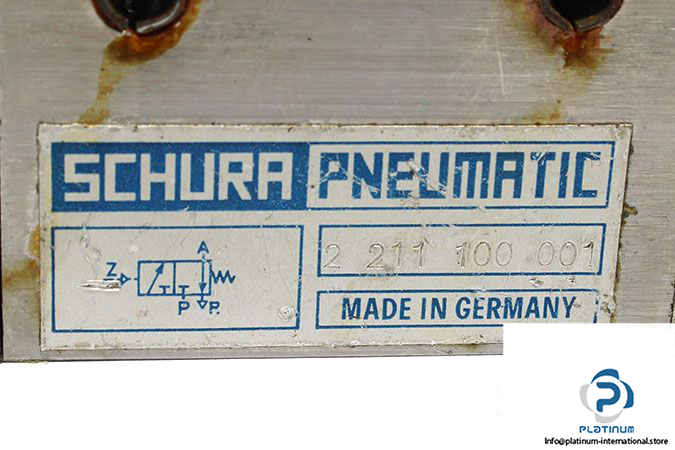 SCHURA PNEUMATIC
A
Z
P R
2 211 100 001
MADE IN GERMANY
P
PLATINUM
Info@platinum-international.store